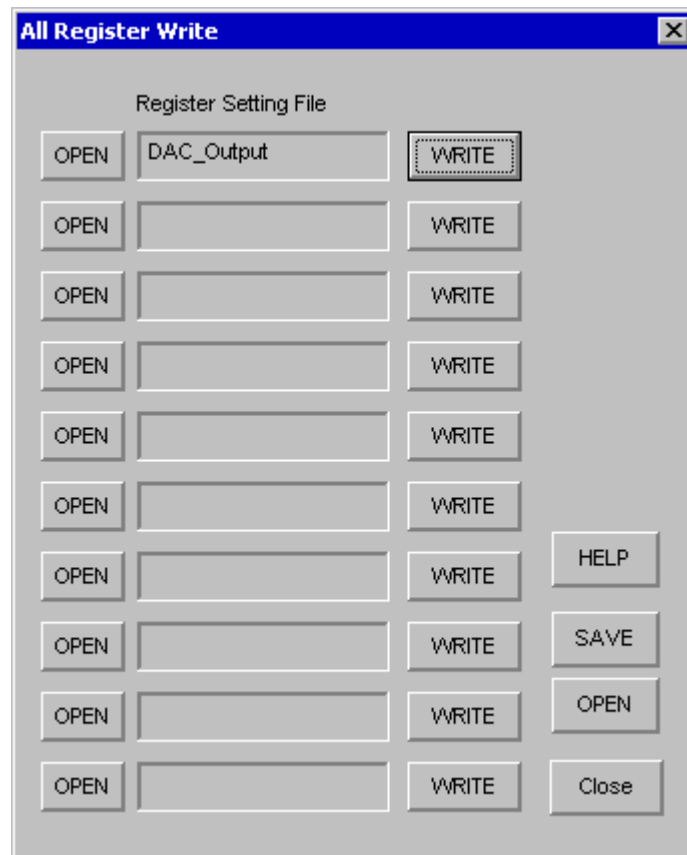 All Register Write
Register Setting File
OPEN DAC_Output WRITE
OPEN WRITE
OPEN WRITE
OPEN WRITE
OPEN WRITE
OPEN WRITE
HELP
OPEN WRITE
SAVE
OPEN WRITE
OPEN
OPEN WRITE
OPEN WRITE Close